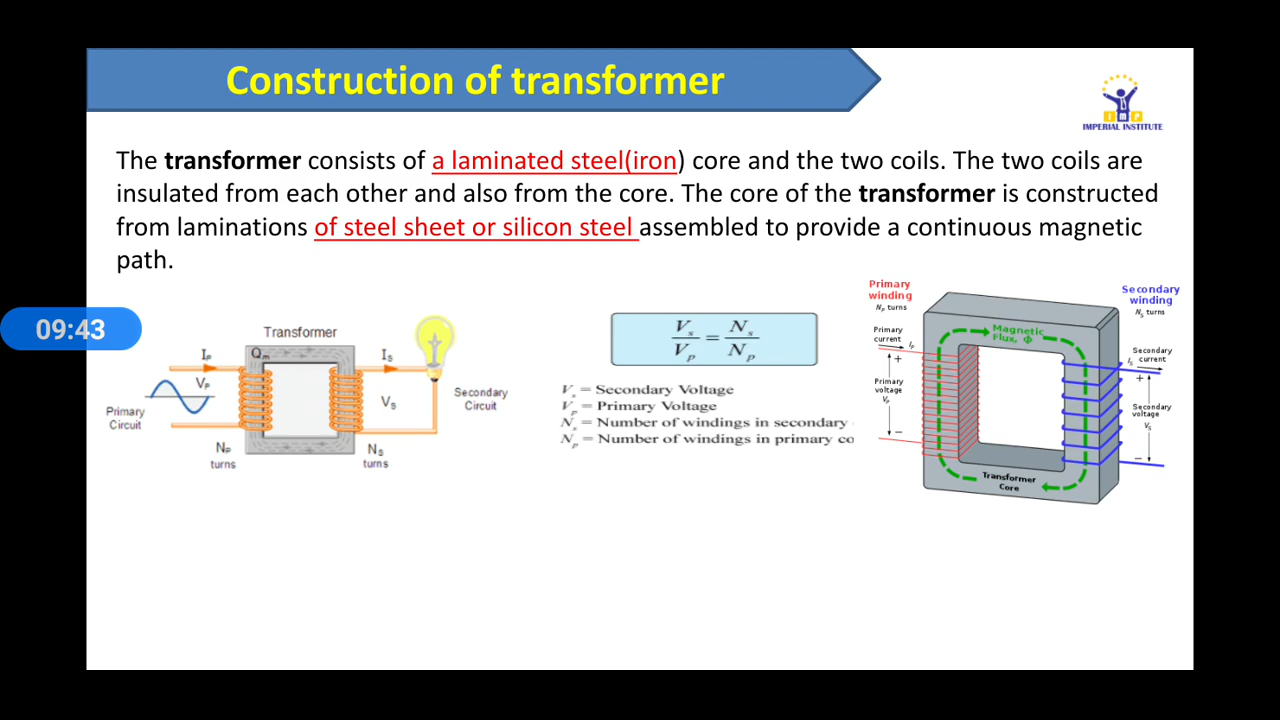 Construction of transformer
IMP
IMPERIAL INSTITUTE
The transformer consists of a laminated steel(iron) core and the two coils. The two coils are
insulated from each other and also from the core. The core of the transformer is constructed
from laminations of steel sheet or silicon steel assembled to provide a continuous magnetic
path.
09:43
Transformer
Iₚ
Qₘ
Iₛ
Vₚ
Vₛ
Primary
Circuit
Secondary
Circuit
Nₚ
turns
Nₛ
turns
Vₛ/Vₚ = Nₛ/Nₚ
Vₛ = Secondary Voltage
Vₚ = Primary Voltage
Nₛ = Number of windings in secondary
Nₚ = Number of windings in primary co
Primary
winding
Nₚ turns
Primary
current
Iₚ
+
Primary
voltage
Vₚ
−
Magnetic
Flux, Φ
Transformer
Core
Secondary
winding
Nₛ turns
Secondary
current
Iₛ
+
Secondary
voltage
Vₛ
−